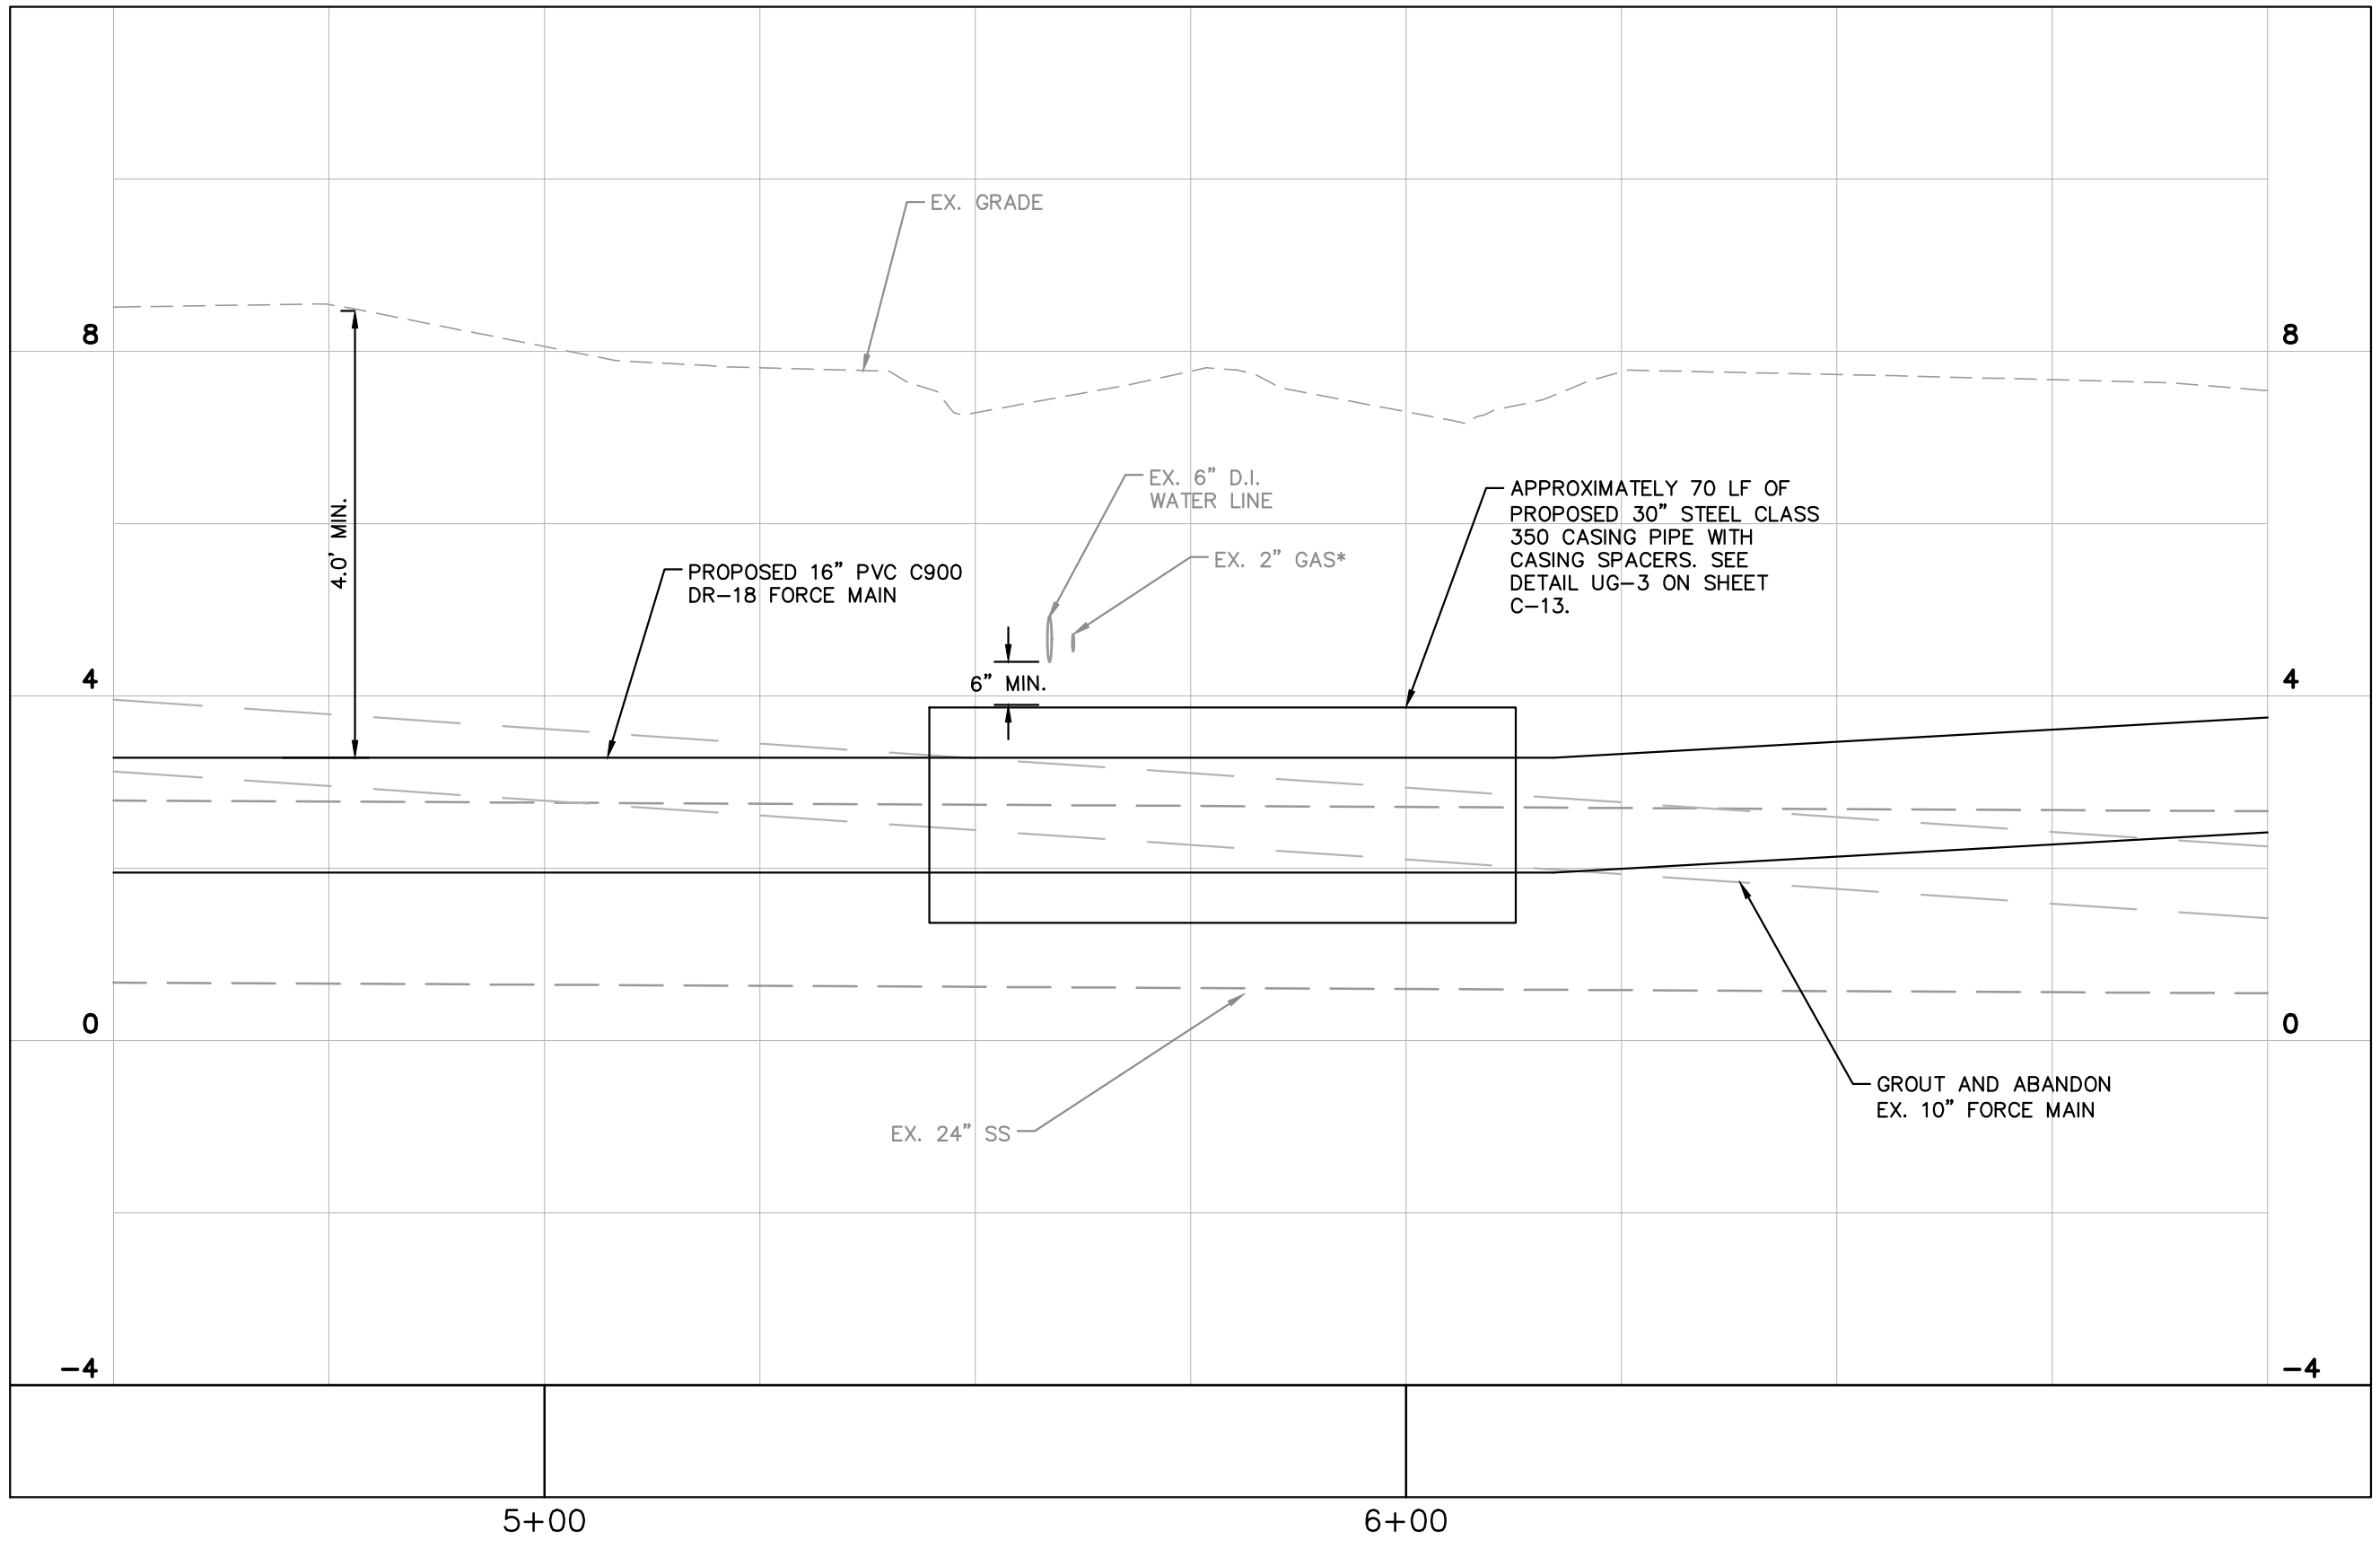 EX. GRADE
8
8
EX. 6" D.I.
WATER LINE
EX. 2" GAS*
APPROXIMATELY 70 LF OF
PROPOSED 30" STEEL CLASS
350 CASING PIPE WITH
CASING SPACERS. SEE
DETAIL UG-3 ON SHEET
C-13.
4.0' MIN.
PROPOSED 16" PVC C900
DR-18 FORCE MAIN
4
6" MIN.
4
0
0
GROUT AND ABANDON
EX. 10" FORCE MAIN
EX. 24" SS
-4
-4
5+00
6+00